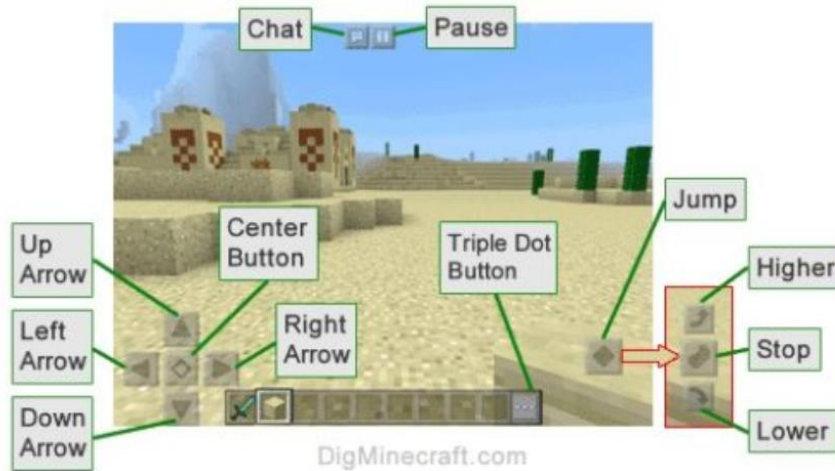 Chat
Pause
Jump
Up
Arrow
Center
Button
Triple Dot
Button
Higher
Left
Arrow
Right
Arrow
Stop
Down
Arrow
Lower
DigMinecraft.com